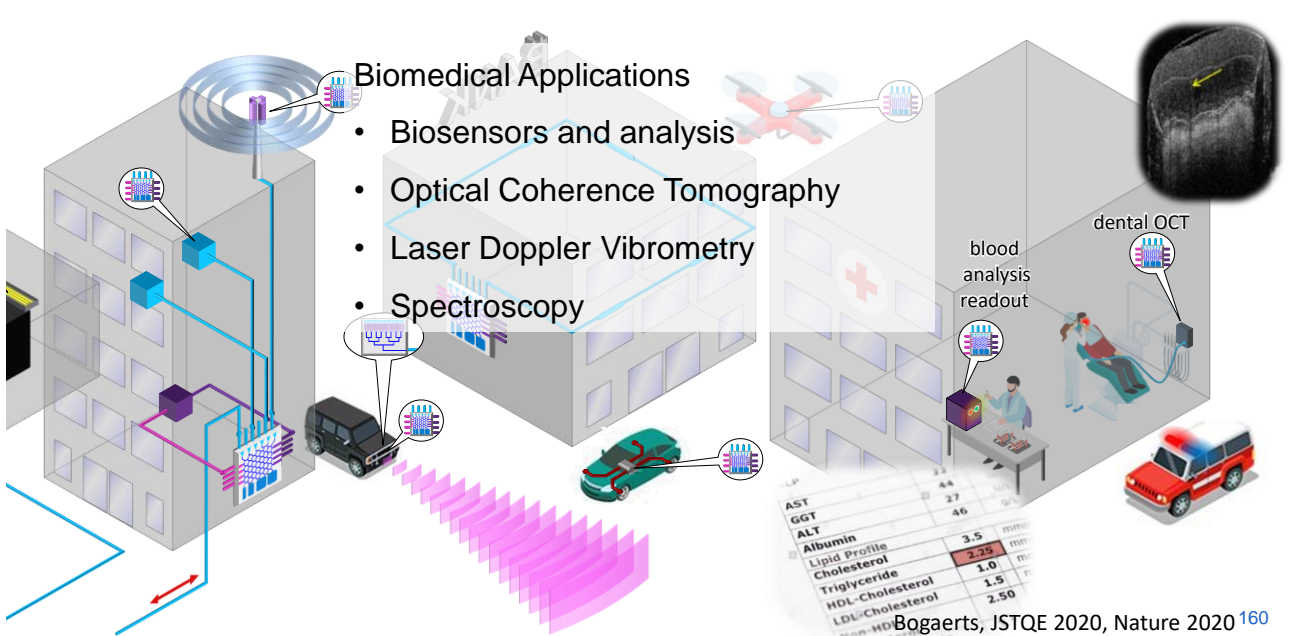 Biomedical Applications
• Biosensors and analysis
• Optical Coherence Tomography
• Laser Doppler Vibrometry
• Spectroscopy
dental OCT
blood
analysis
readout
AST 44
GGT 27
ALT 46
Albumin
Lipid Profile 3.5
Cholesterol 2.25
Triglyceride 1.0
HDL-Cholesterol 1.5
LDL-Cholesterol 2.50
Bogaerts, JSTQE 2020, Nature 2020 160